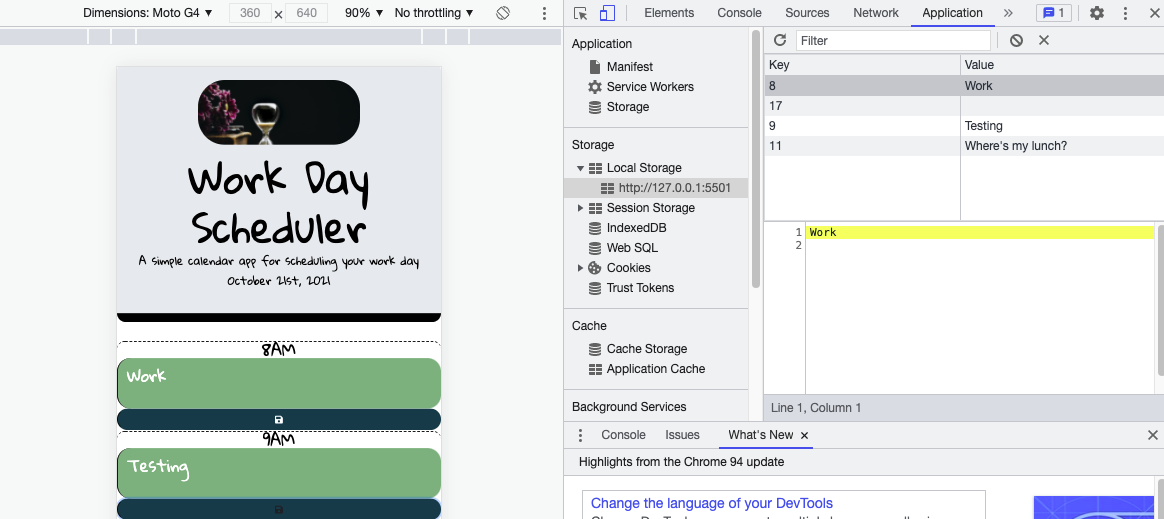 Dimensions: Moto G4 ▼ 360 × 640 90% ▼ No throttling ▼
Elements Console Sources Network Application » 1
Work Day
Scheduler
A simple calendar app for scheduling your work day
October 21st, 2021
8AM
Work
9AM
Testing
Application
Manifest
Service Workers
Storage
Storage
Local Storage
http://127.0.0.1:5501
Session Storage
IndexedDB
Web SQL
Cookies
Trust Tokens
Cache
Cache Storage
Application Cache
Background Services
Filter
Key Value
8 Work
17
9 Testing
11 Where's my lunch?
1 Work
2
Line 1, Column 1
Console Issues What's New ×
Highlights from the Chrome 94 update
Change the language of your DevTools